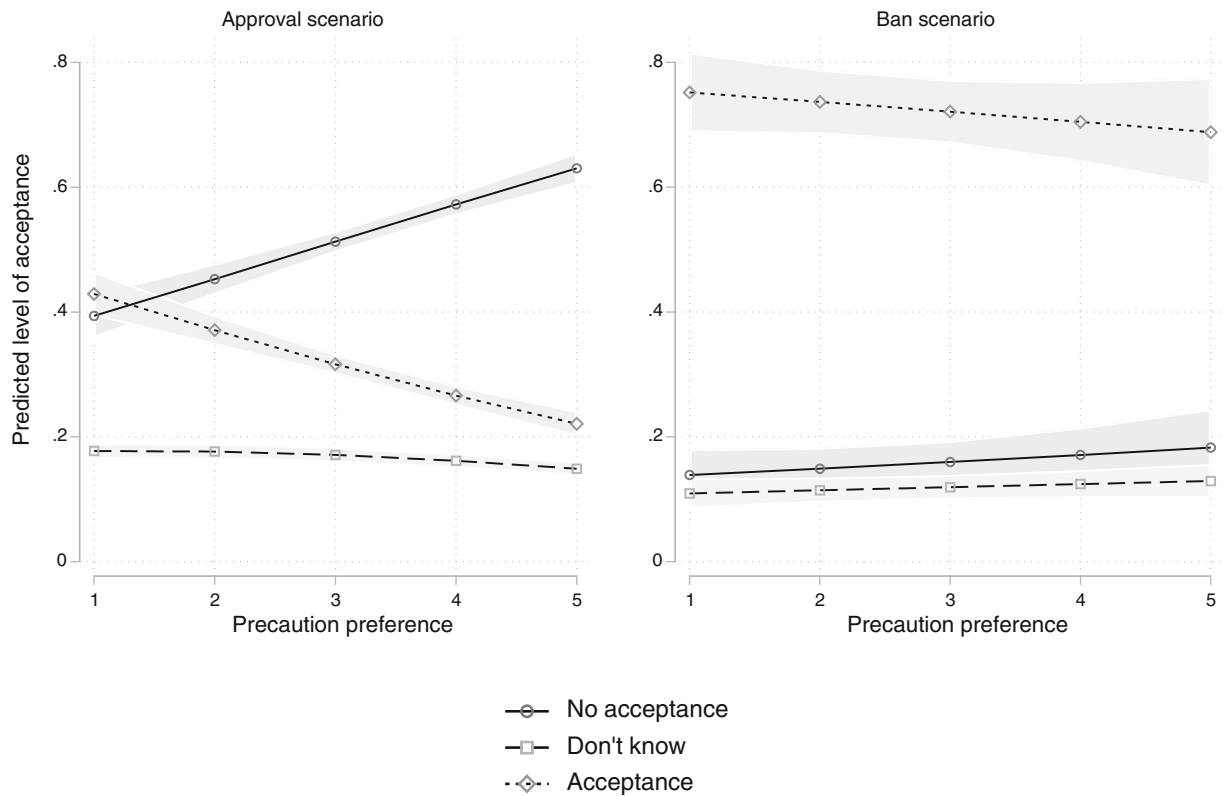 Approval scenario
Ban scenario
Predicted level of acceptance
.8
.6
.4
.2
0
1 2 3 4 5
Precaution preference
.8
.6
.4
.2
0
1 2 3 4 5
Precaution preference
No acceptance
Don't know
Acceptance